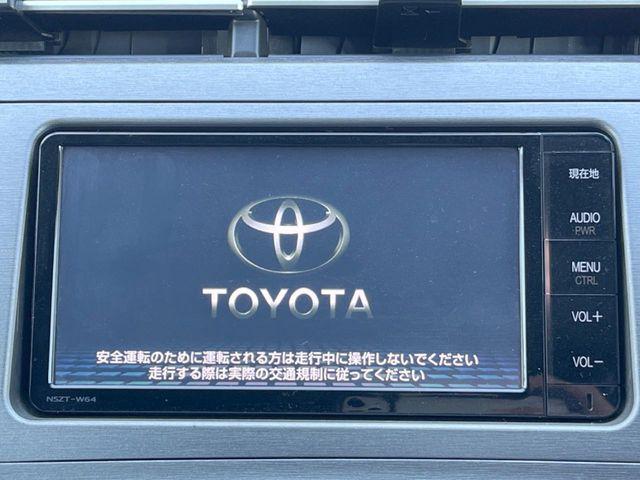 現在地
AUDIO
PWR
MENU
CTRL
VOL+
VOL-
TOYOTA
安全運転のために運転される方は走行中に操作しないでください
走行する際は実際の交通規制に従ってください
NSZT-W64